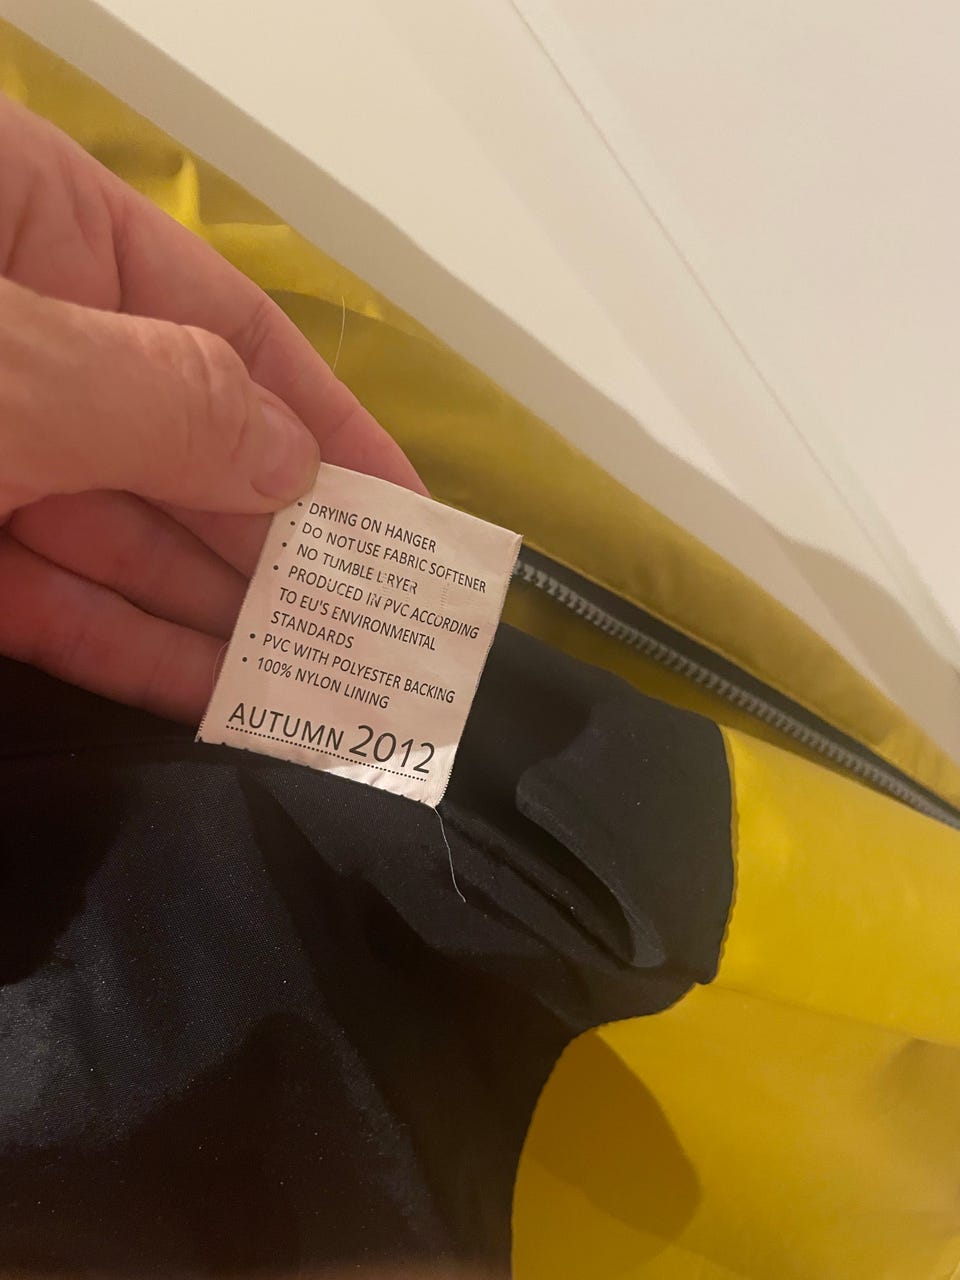 • DRYING ON HANGER
• DO NOT USE FABRIC SOFTENER
• NO TUMBLE DRYER
• PRODUCED IN PVC ACCORDING
TO EU'S ENVIRONMENTAL
STANDARDS
• PVC WITH POLYESTER BACKING
• 100% NYLON LINING
AUTUMN 2012